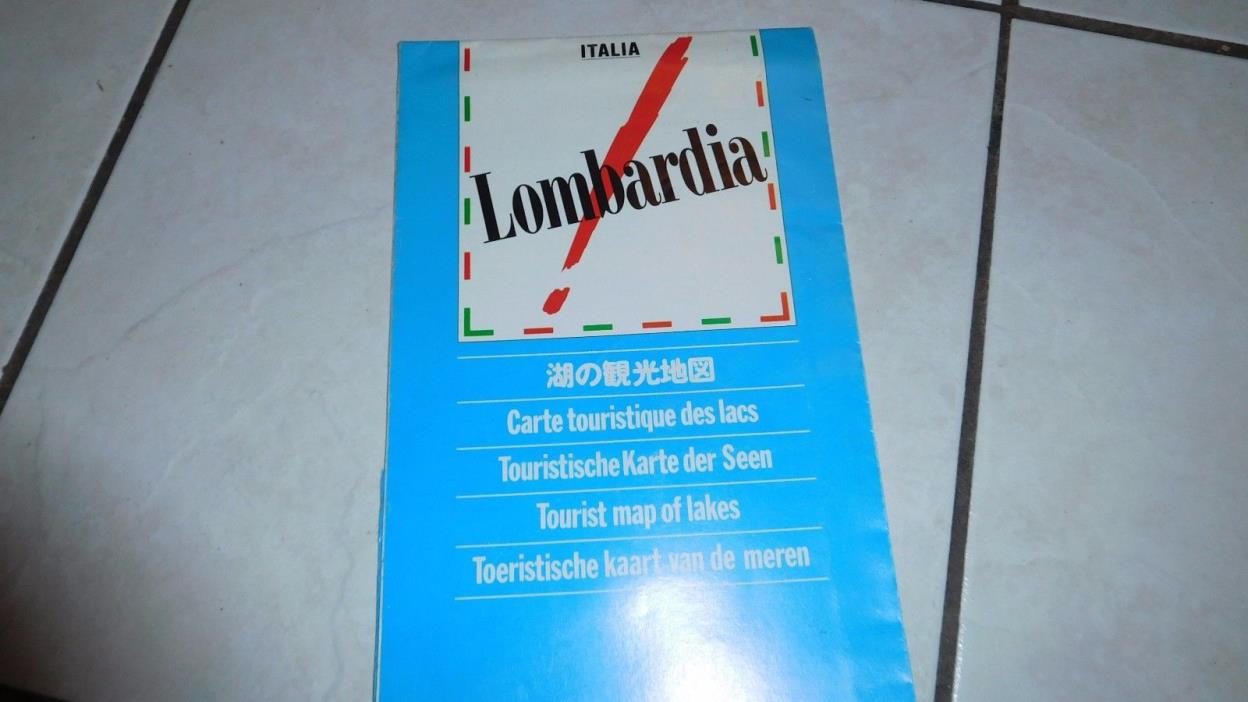 ITALIA
Lombardia
湖の観光地図
Carte touristique des lacs
Touristische Karte der Seen
Tourist map of lakes
Toeristische kaart van de meren